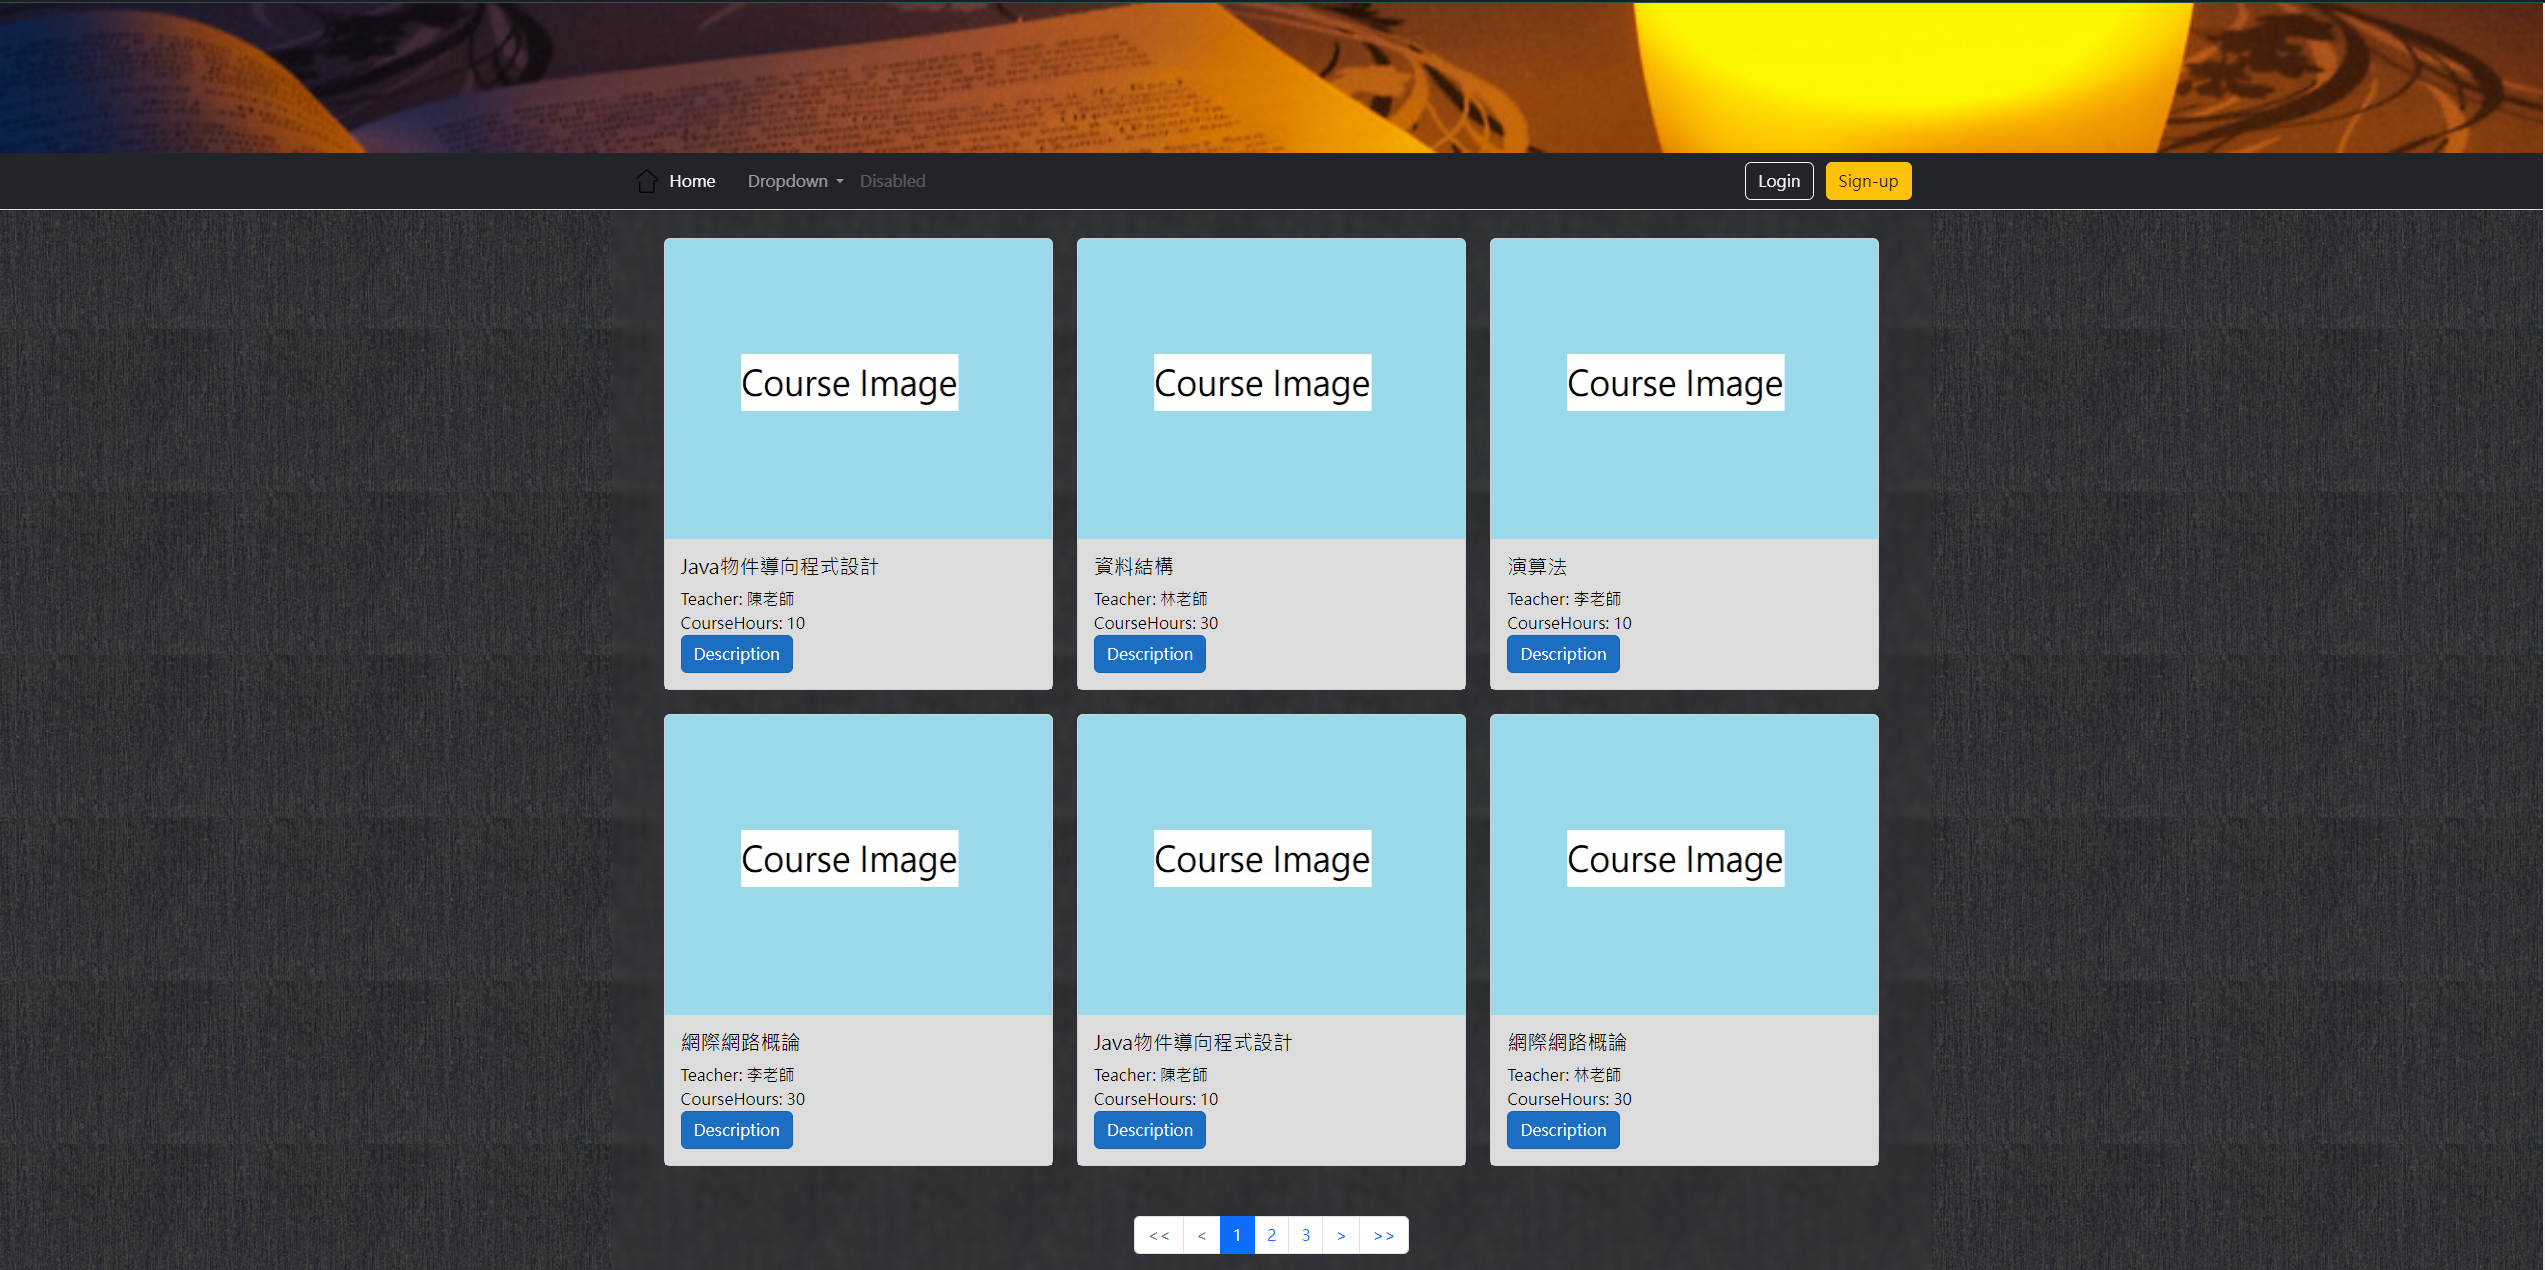 Home Dropdown Disabled Login Sign-up
Course Image Course Image Course Image
Java物件導向程式設計 資料結構 演算法
Teacher: 陳老師 Teacher: 林老師 Teacher: 李老師
CourseHours: 10 CourseHours: 30 CourseHours: 10
Description Description Description
Course Image Course Image Course Image
網際網路概論 Java物件導向程式設計 網際網路概論
Teacher: 李老師 Teacher: 陳老師 Teacher: 林老師
CourseHours: 30 CourseHours: 10 CourseHours: 30
Description Description Description
<< < 1 2 3 > >>